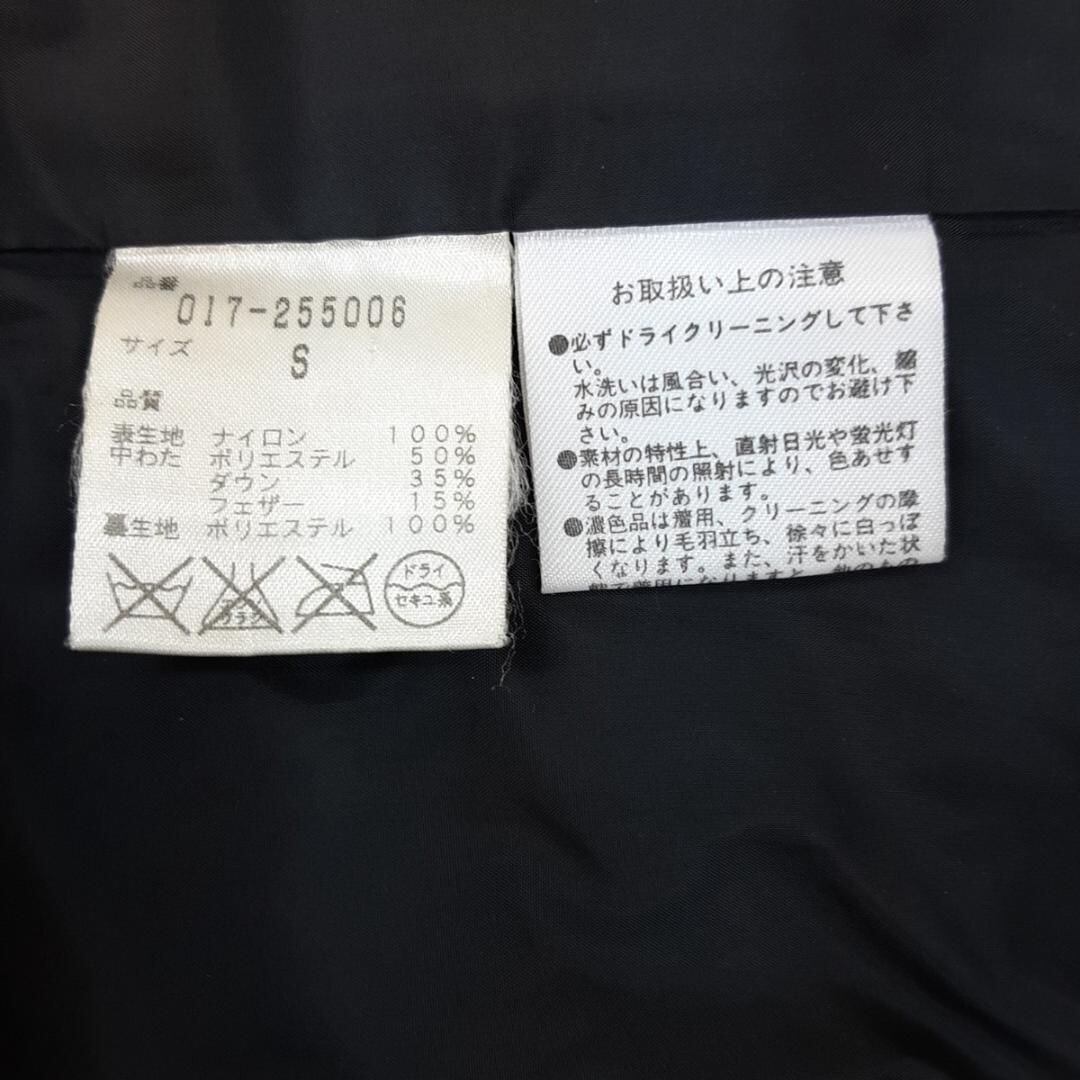 品番
017-255006
サイズ
S
品質
表生地 ナイロン 100%
中わた ポリエステル 50%
ダウン 35%
フェザー 15%
裏生地 ポリエステル 100%
エンソ
サラシ
ドライ
セキユ系
お取扱い上の注意
●必ずドライクリーニングして下さ
い。
水洗いは風合い、光沢の変化、縮
みの原因になりますのでお避け下
さい。
●素材の特性上、直射日光や蛍光灯
の長時間の照射により、色あせす
ることがあります。
●濃色品は着用、クリーニングの摩
擦により毛羽立ち、徐々に白っぽ
くなります。また、汗をかいた状